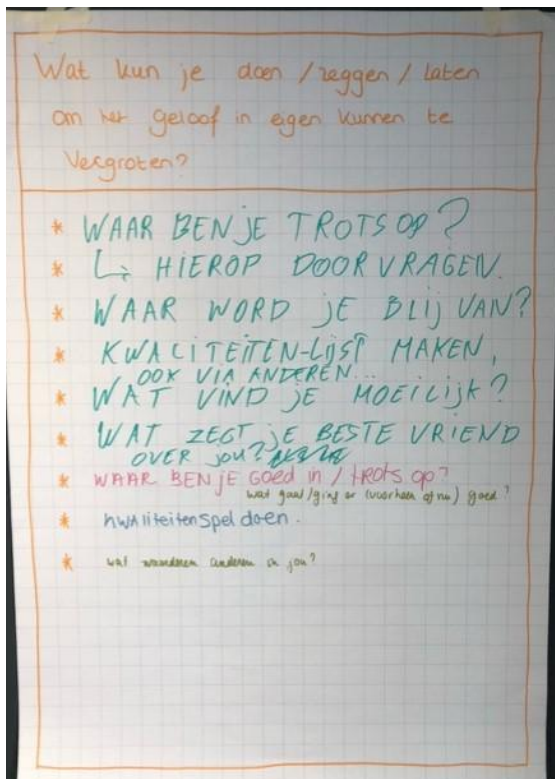 Wat kun je doen / zeggen / laten
om het geloof in eigen kunnen te
vergroten?
* WAAR BEN JE TROTS OP?
* ↳ HIEROP DOORVRAGEN.
* WAAR WORD JE BLIJ VAN?
* KWALITEITEN-LIJST MAKEN,
OOK VIA ANDEREN...
* WAT VIND JE MOEILIJK?
* WAT ZEGT JE BESTE VRIEND
OVER JOU?
* WAAR BEN JE GOED IN / TROTS OP?
wat gaat/ging er (voorheen of nu) goed?
* kwaliteitenspel doen.
* wat waarderen anderen in jou?